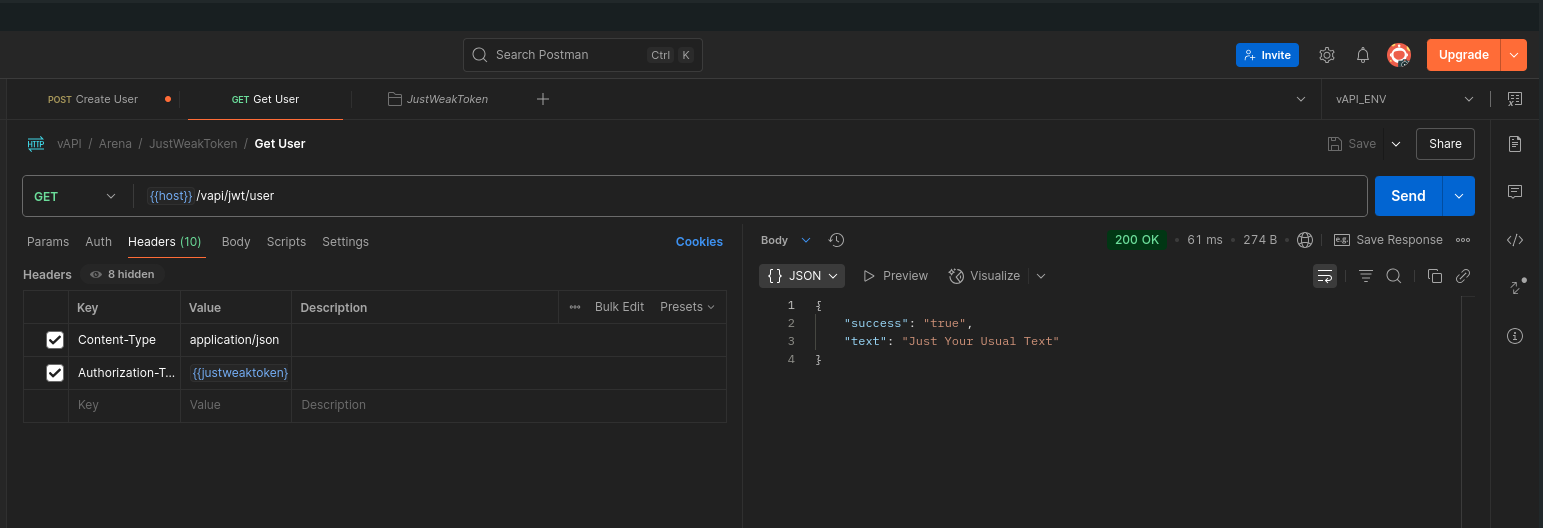 Search Postman Ctrl K
Invite Upgrade
POST Create User GET Get User JustWeakToken vAPI_ENV
vAPI / Arena / JustWeakToken / Get User Save Share
GET {{host}} /vapi/jwt/user Send
Params Auth Headers (10) Body Scripts Settings Cookies
Headers 8 hidden
Key Value Description Bulk Edit Presets
Content-Type application/json
Authorization-T... {{justweaktoken}
Key Value Description
Body 200 OK 61 ms 274 B e.g. Save Response
{} JSON Preview Visualize
1 {
2 "success": "true",
3 "text": "Just Your Usual Text"
4 }